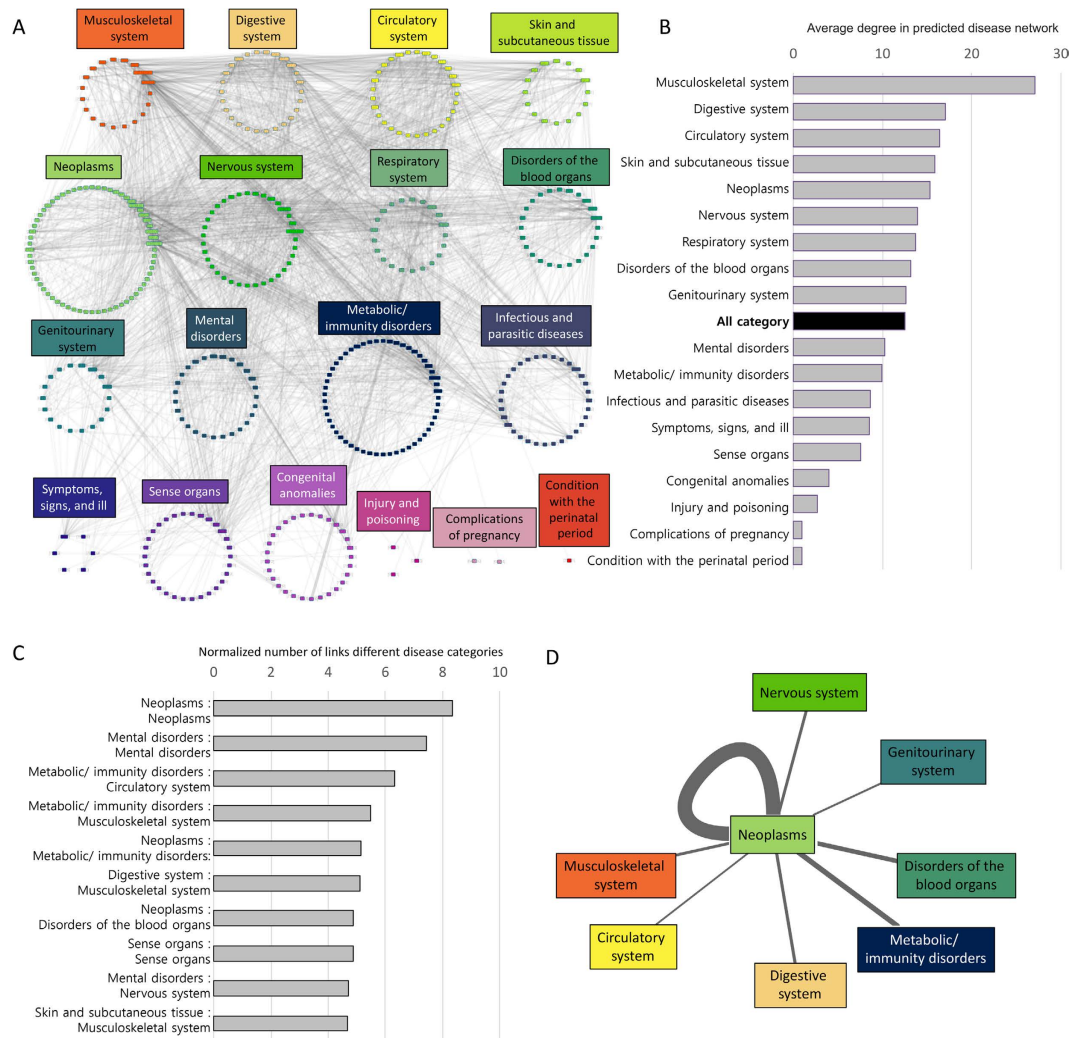 A
Musculoskeletal
system
Digestive
system
Circulatory
system
Skin and
subcutaneous tissue
Neoplasms
Nervous system
Respiratory
system
Disorders of the
blood organs
Genitourinary
system
Mental
disorders
Metabolic/
immunity disorders
Infectious and
parasitic diseases
Symptoms,
signs, and ill
Sense organs
Congenital
anomalies
Injury and
poisoning
Complications
of pregnancy
Condition
with the
perinatal
period
B
Average degree in predicted disease network
0 10 20 30
Musculoskeletal system
Digestive system
Circulatory system
Skin and subcutaneous tissue
Neoplasms
Nervous system
Respiratory system
Disorders of the blood organs
Genitourinary system
All category
Mental disorders
Metabolic/ immunity disorders
Infectious and parasitic diseases
Symptoms, signs, and ill
Sense organs
Congenital anomalies
Injury and poisoning
Complications of pregnancy
Condition with the perinatal period
C
Normalized number of links different disease categories
0 2 4 6 8 10
Neoplasms :
Neoplasms
Mental disorders :
Mental disorders
Metabolic/ immunity disorders :
Circulatory system
Metabolic/ immunity disorders :
Musculoskeletal system
Neoplasms :
Metabolic/ immunity disorders:
Digestive system :
Musculoskeletal system
Neoplasms :
Disorders of the blood organs
Sense organs :
Sense organs
Mental disorders :
Nervous system
Skin and subcutaneous tissue :
Musculoskeletal system
D
Nervous system
Genitourinary
system
Neoplasms
Musculoskeletal
system
Disorders of the
blood organs
Circulatory
system
Metabolic/
immunity disorders
Digestive
system